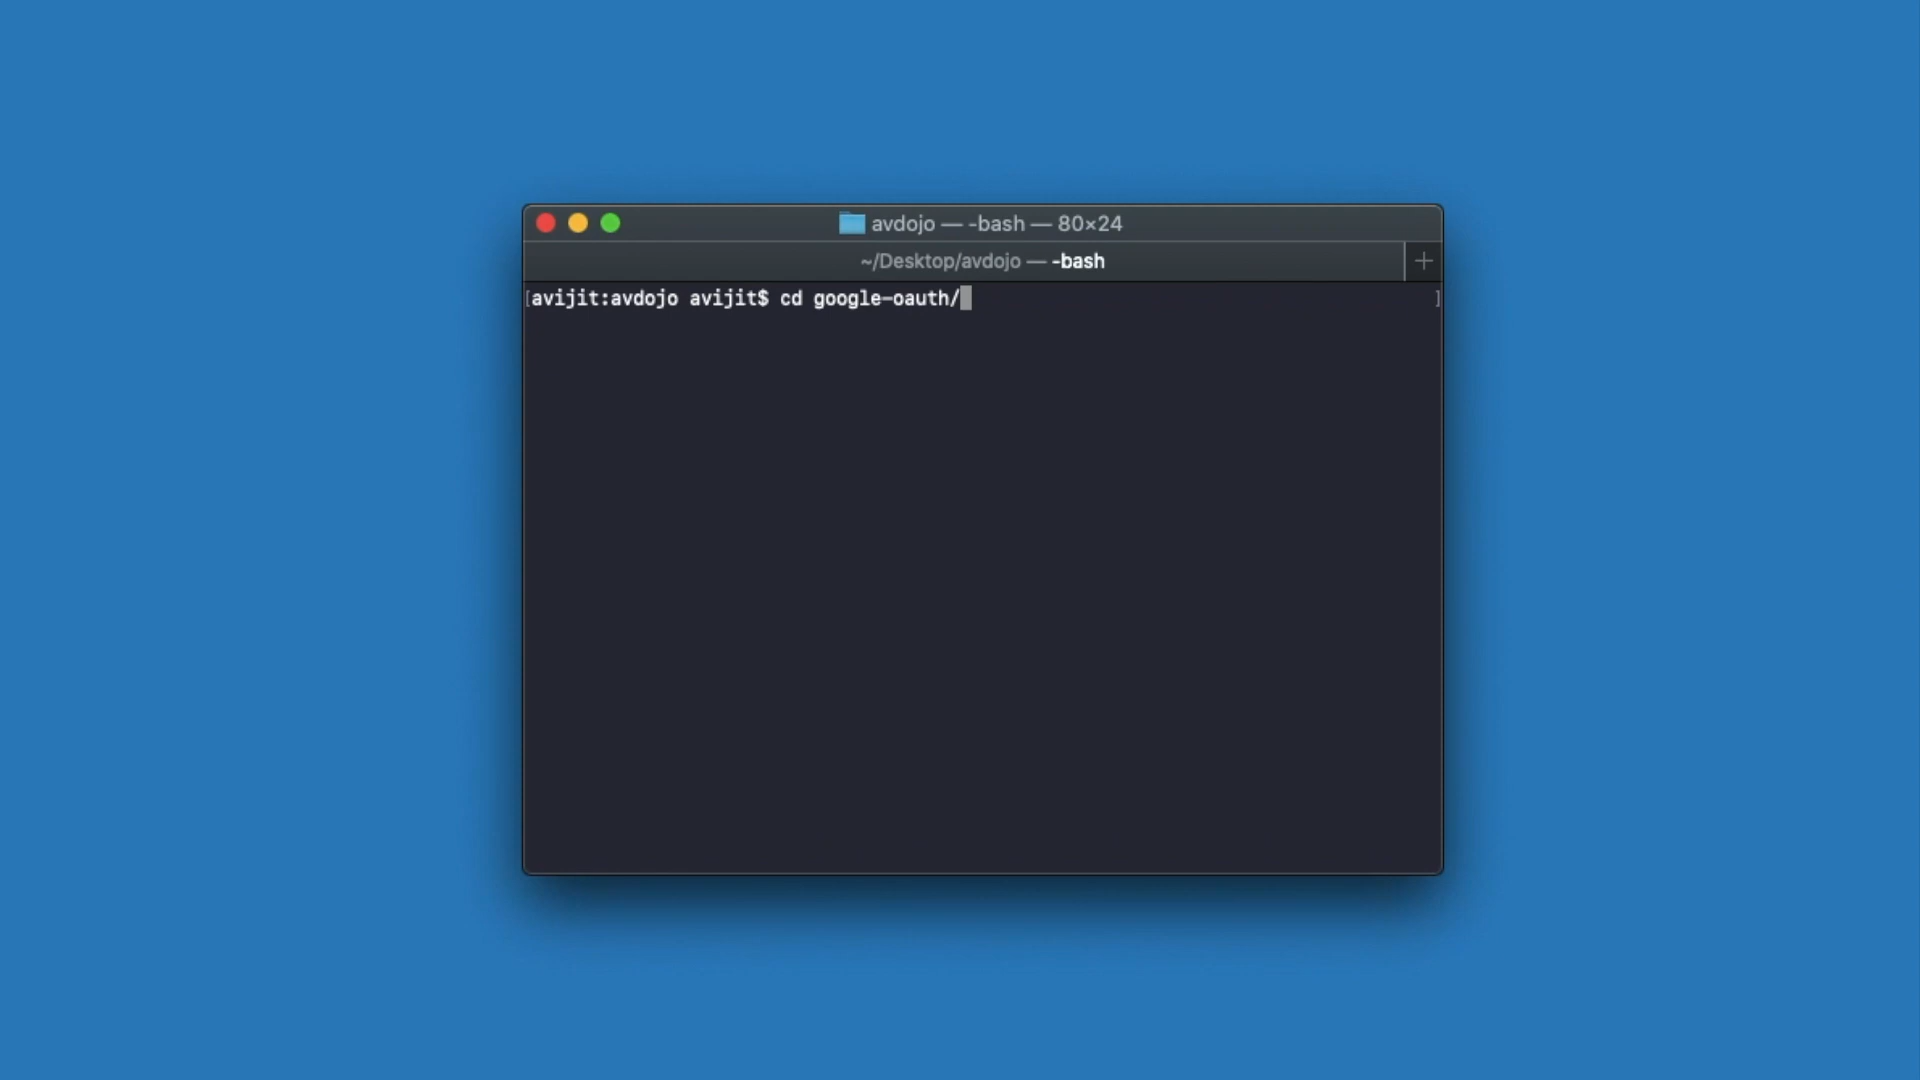 avdojo — -bash — 80×24
~/Desktop/avdojo — -bash
[avijit:avdojo avijit$ cd google-oauth/ ]